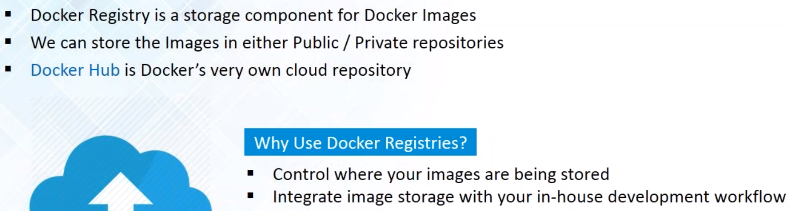 ▪ Docker Registry is a storage component for Docker Images
▪ We can store the Images in either Public / Private repositories
▪ Docker Hub is Docker’s very own cloud repository
Why Use Docker Registries?
▪ Control where your images are being stored
▪ Integrate image storage with your in-house development workflow